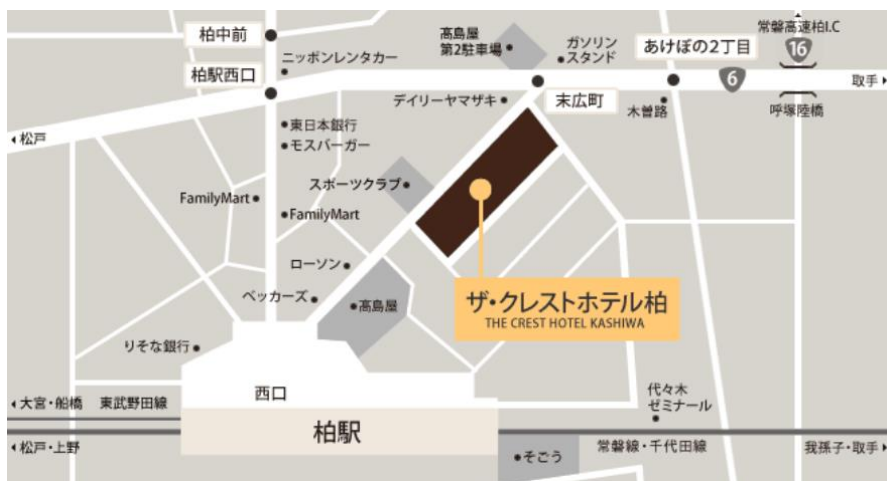 柏中前
高島屋
第2駐車場
ガソリン
スタンド
あけぼの2丁目
常磐高速柏I.C
16
ニッポンレンタカー
柏駅西口
6
取手
デイリーヤマザキ
末広町
木曽路
呼塚陸橋
松戸
東日本銀行
モスバーガー
スポーツクラブ
FamilyMart
FamilyMart
ローソン
ベッカーズ
髙島屋
ザ・クレストホテル柏
THE CREST HOTEL KASHIWA
りそな銀行
西口
代々木
ゼミナール
大宮・船橋 東武野田線
柏駅
松戸・上野
そごう
常磐線・千代田線
我孫子・取手